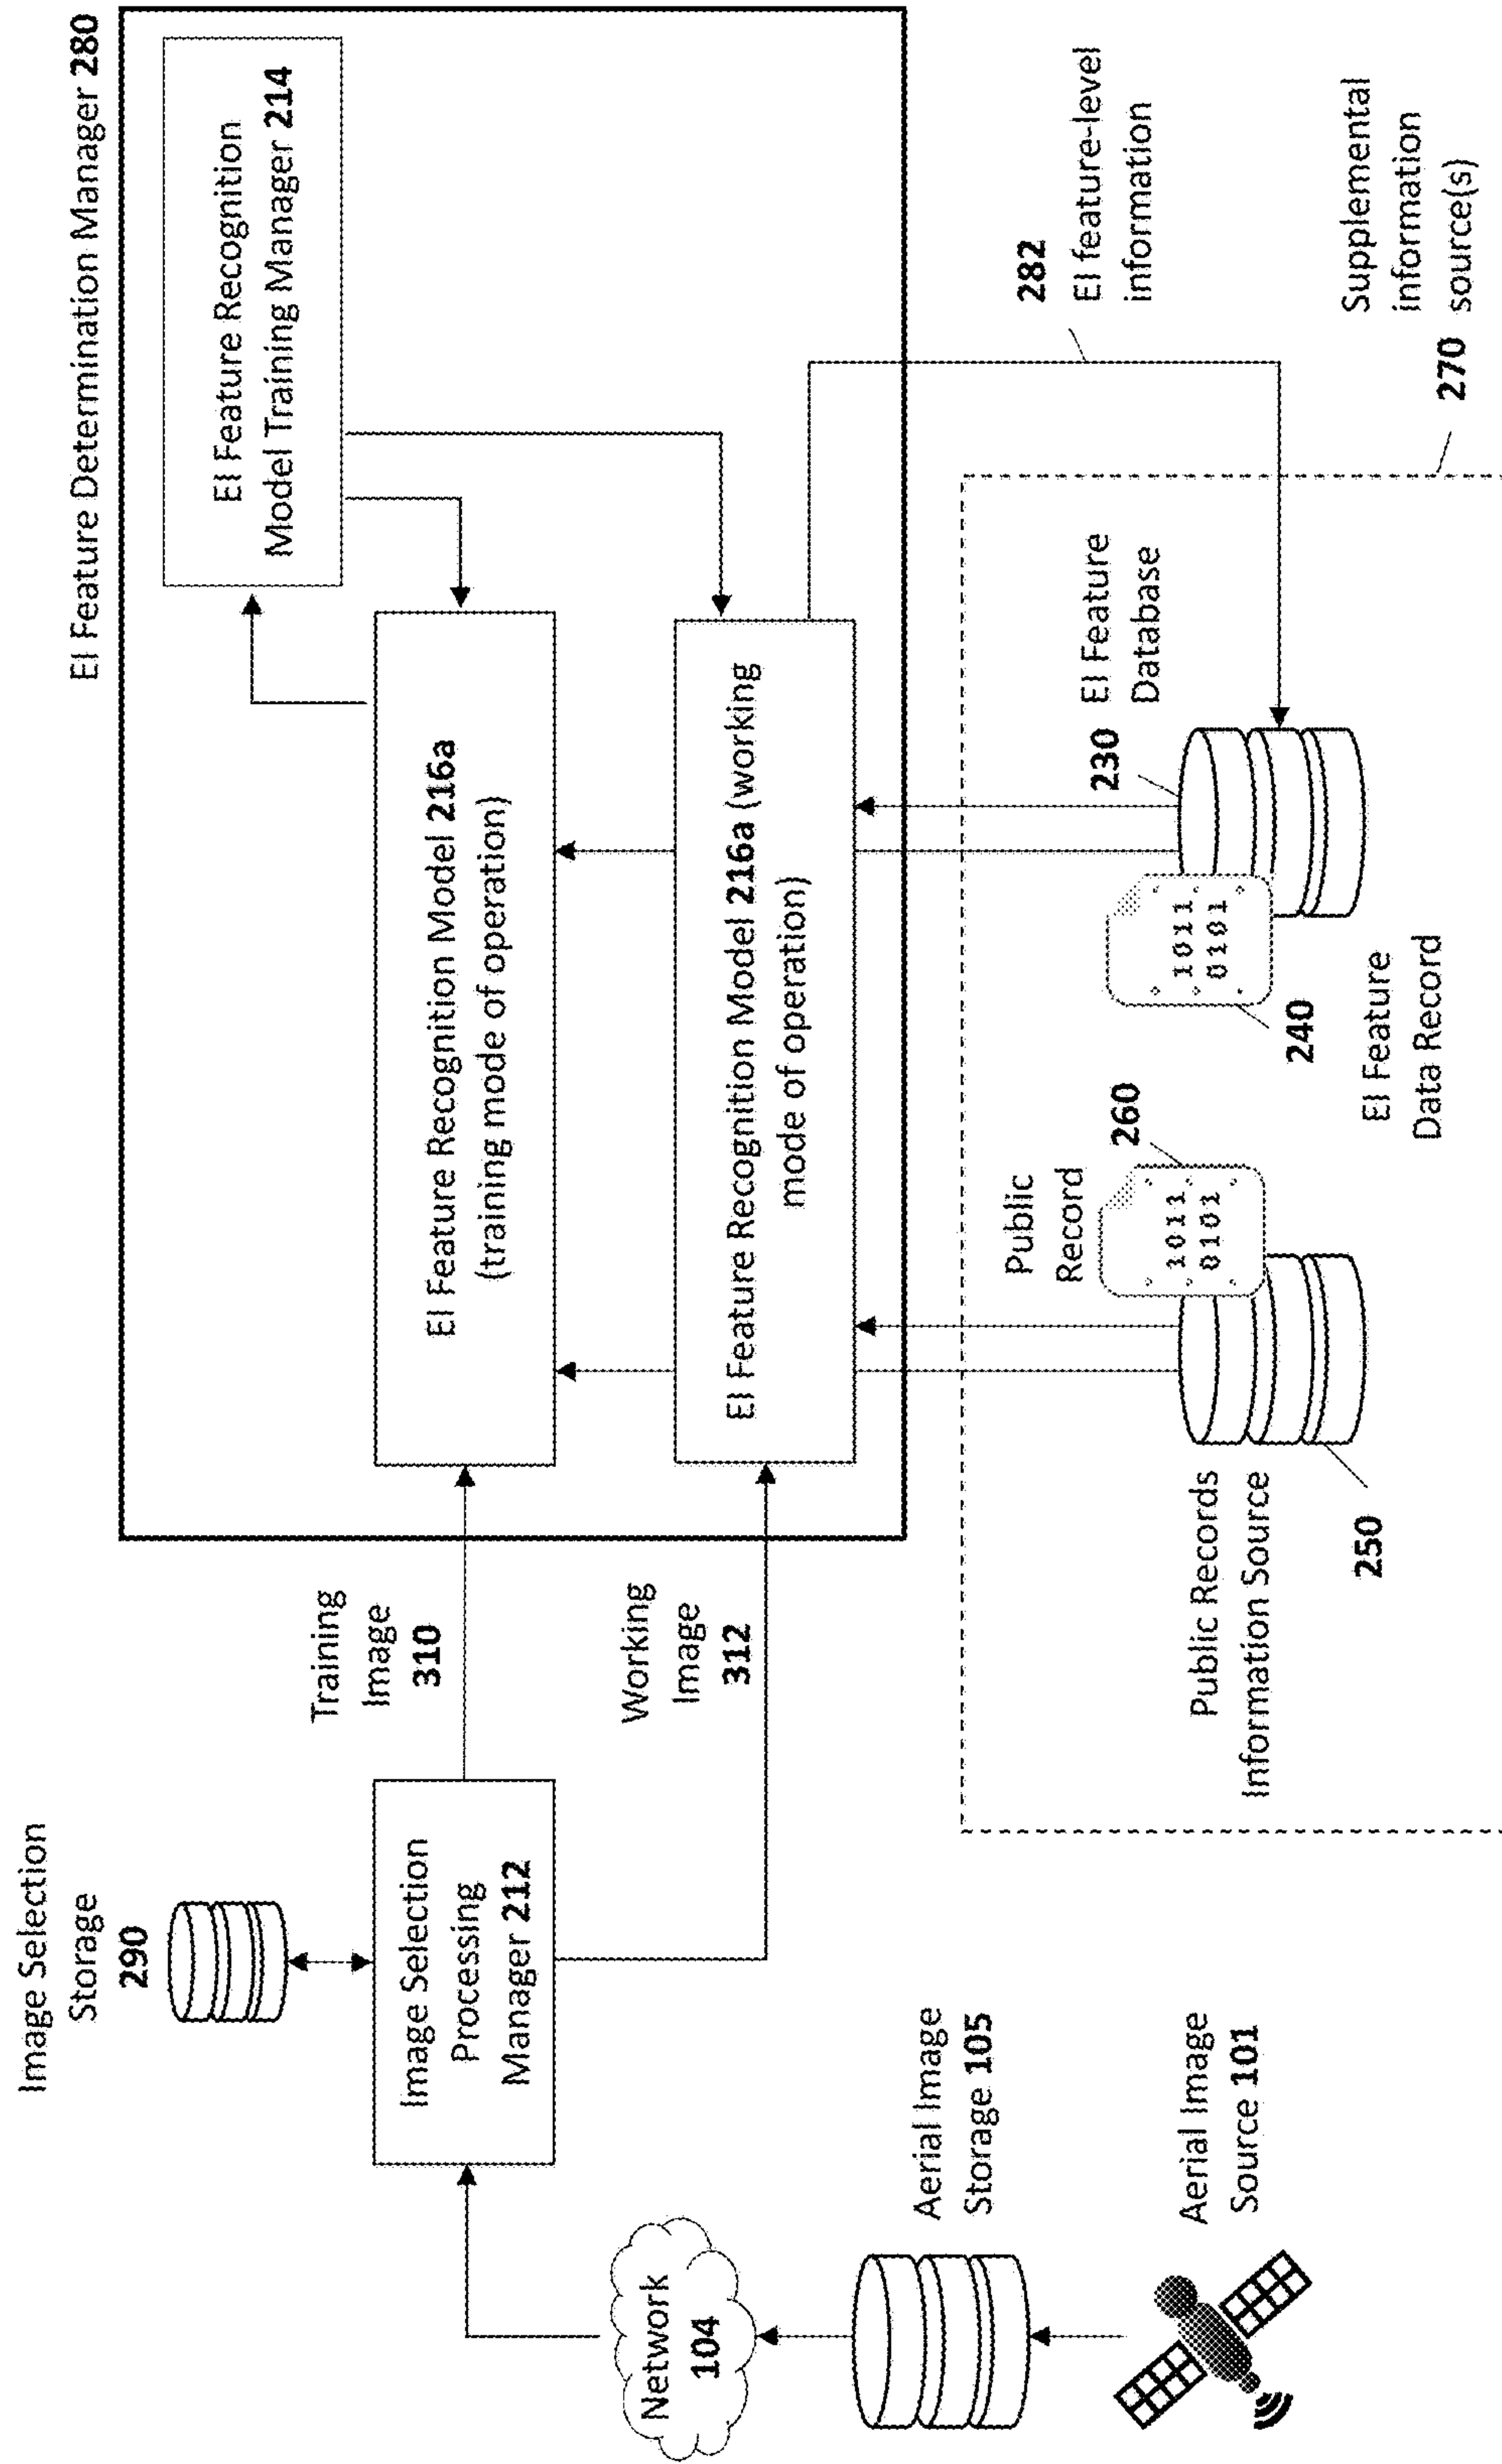 EI Feature Determination Manager 280
EI Feature Recognition
Model Training Manager 214
Image Selection
Storage
290
Image Selection
Processing
Manager 212
Training
Image
310
EI Feature Recognition Model 216a
(training mode of operation)
Working
Image
312
EI Feature Recognition Model 216a (working
mode of operation)
Network
104
Aerial Image
Storage 105
Aerial Image
Source 101
282
EI feature-level
information
Supplemental
information
270 source(s)
Public
Record
260
1011
0101
Public Records
Information Source
250
230 EI Feature
Database
1011
0101
240
EI Feature
Data Record